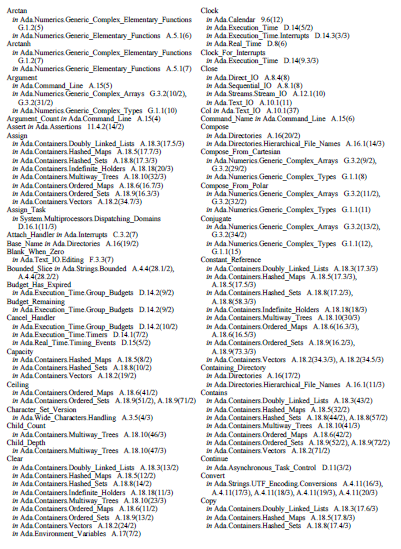 Arctan
in Ada.Numerics.Generic_Complex_Elementary_Functions
G.1.2(5)
in Ada.Numerics.Generic_Elementary_Functions A.5.1(6)
Arctanh
in Ada.Numerics.Generic_Complex_Elementary_Functions
G.1.2(7)
in Ada.Numerics.Generic_Elementary_Functions A.5.1(7)
Argument
in Ada.Command_Line A.15(5)
in Ada.Numerics.Generic_Complex_Arrays G.3.2(10/2),
G.3.2(31/2)
in Ada.Numerics.Generic_Complex_Types G.1.1(10)
Argument_Count in Ada.Command_Line A.15(4)
Assert in Ada.Assertions 11.4.2(14/2)
Assign
in Ada.Containers.Doubly_Linked_Lists A.18.3(17.5/3)
in Ada.Containers.Hashed_Maps A.18.5(17.7/3)
in Ada.Containers.Hashed_Sets A.18.8(17.3/3)
in Ada.Containers.Indefinite_Holders A.18.18(20/3)
in Ada.Containers.Multiway_Trees A.18.10(32/3)
in Ada.Containers.Ordered_Maps A.18.6(16.7/3)
in Ada.Containers.Ordered_Sets A.18.9(16.3/3)
in Ada.Containers.Vectors A.18.2(34.7/3)
Assign_Task
in System.Multiprocessors.Dispatching_Domains
D.16.1(11/3)
Attach_Handler in Ada.Interrupts C.3.2(7)
Base_Name in Ada.Directories A.16(19/2)
Blank_When_Zero
in Ada.Text_IO.Editing F.3.3(7)
Bounded_Slice in Ada.Strings.Bounded A.4.4(28.1/2),
A.4.4(28.2/2)
Budget_Has_Expired
in Ada.Execution_Time.Group_Budgets D.14.2(9/2)
Budget_Remaining
in Ada.Execution_Time.Group_Budgets D.14.2(9/2)
Cancel_Handler
in Ada.Execution_Time.Group_Budgets D.14.2(10/2)
in Ada.Execution_Time.Timers D.14.1(7/2)
in Ada.Real_Time.Timing_Events D.15(5/2)
Capacity
in Ada.Containers.Hashed_Maps A.18.5(8/2)
in Ada.Containers.Hashed_Sets A.18.8(10/2)
in Ada.Containers.Vectors A.18.2(19/2)
Ceiling
in Ada.Containers.Ordered_Maps A.18.6(41/2)
in Ada.Containers.Ordered_Sets A.18.9(51/2), A.18.9(71/2)
Character_Set_Version
in Ada.Wide_Characters.Handling A.3.5(4/3)
Child_Count
in Ada.Containers.Multiway_Trees A.18.10(46/3)
Child_Depth
in Ada.Containers.Multiway_Trees A.18.10(47/3)
Clear
in Ada.Containers.Doubly_Linked_Lists A.18.3(13/2)
in Ada.Containers.Hashed_Maps A.18.5(12/2)
in Ada.Containers.Hashed_Sets A.18.8(14/2)
in Ada.Containers.Indefinite_Holders A.18.18(11/3)
in Ada.Containers.Multiway_Trees A.18.10(23/3)
in Ada.Containers.Ordered_Maps A.18.6(11/2)
in Ada.Containers.Ordered_Sets A.18.9(13/2)
in Ada.Containers.Vectors A.18.2(24/2)
in Ada.Environment_Variables A.17(7/2)
Clock
in Ada.Calendar 9.6(12)
in Ada.Execution_Time D.14(5/2)
in Ada.Execution_Time.Interrupts D.14.3(3/3)
in Ada.Real_Time D.8(6)
Clock_For_Interrupts
in Ada.Execution_Time D.14(9.3/3)
Close
in Ada.Direct_IO A.8.4(8)
in Ada.Sequential_IO A.8.1(8)
in Ada.Streams.Stream_IO A.12.1(10)
in Ada.Text_IO A.10.1(11)
Col in Ada.Text_IO A.10.1(37)
Command_Name in Ada.Command_Line A.15(6)
Compose
in Ada.Directories A.16(20/2)
in Ada.Directories.Hierarchical_File_Names A.16.1(14/3)
Compose_From_Cartesian
in Ada.Numerics.Generic_Complex_Arrays G.3.2(9/2),
G.3.2(29/2)
in Ada.Numerics.Generic_Complex_Types G.1.1(8)
Compose_From_Polar
in Ada.Numerics.Generic_Complex_Arrays G.3.2(11/2),
G.3.2(32/2)
in Ada.Numerics.Generic_Complex_Types G.1.1(11)
Conjugate
in Ada.Numerics.Generic_Complex_Arrays G.3.2(13/2),
G.3.2(34/2)
in Ada.Numerics.Generic_Complex_Types G.1.1(12),
G.1.1(15)
Constant_Reference
in Ada.Containers.Doubly_Linked_Lists A.18.3(17.3/3)
in Ada.Containers.Hashed_Maps A.18.5(17.3/3),
A.18.5(17.5/3)
in Ada.Containers.Hashed_Sets A.18.8(17.2/3),
A.18.8(58.3/3)
in Ada.Containers.Indefinite_Holders A.18.18(18/3)
in Ada.Containers.Multiway_Trees A.18.10(30/3)
in Ada.Containers.Ordered_Maps A.18.6(16.3/3),
A.18.6(16.5/3)
in Ada.Containers.Ordered_Sets A.18.9(16.2/3),
A.18.9(73.3/3)
in Ada.Containers.Vectors A.18.2(34.3/3), A.18.2(34.5/3)
Containing_Directory
in Ada.Directories A.16(17/2)
in Ada.Directories.Hierarchical_File_Names A.16.1(11/3)
Contains
in Ada.Containers.Doubly_Linked_Lists A.18.3(43/2)
in Ada.Containers.Hashed_Maps A.18.5(32/2)
in Ada.Containers.Hashed_Sets A.18.8(44/2), A.18.8(57/2)
in Ada.Containers.Multiway_Trees A.18.10(41/3)
in Ada.Containers.Ordered_Maps A.18.6(42/2)
in Ada.Containers.Ordered_Sets A.18.9(52/2), A.18.9(72/2)
in Ada.Containers.Vectors A.18.2(71/2)
Continue
in Ada.Asynchronous_Task_Control D.11(3/2)
Convert
in Ada.Strings.UTF_Encoding.Conversions A.4.11(16/3),
A.4.11(17/3), A.4.11(18/3), A.4.11(19/3), A.4.11(20/3)
Copy
in Ada.Containers.Doubly_Linked_Lists A.18.3(17.6/3)
in Ada.Containers.Hashed_Maps A.18.5(17.8/3)
in Ada.Containers.Hashed_Sets A.18.8(17.4/3)